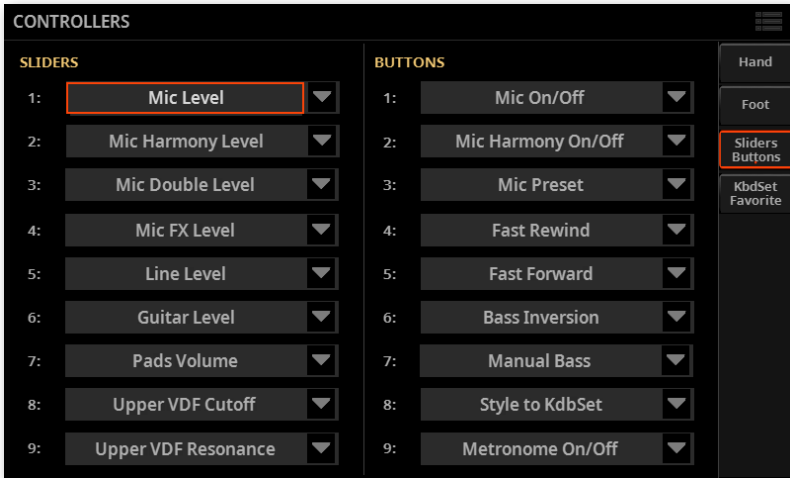 CONTROLLERS
SLIDERS
1: Mic Level
2: Mic Harmony Level
3: Mic Double Level
4: Mic FX Level
5: Line Level
6: Guitar Level
7: Pads Volume
8: Upper VDF Cutoff
9: Upper VDF Resonance
BUTTONS
1: Mic On/Off
2: Mic Harmony On/Off
3: Mic Preset
4: Fast Rewind
5: Fast Forward
6: Bass Inversion
7: Manual Bass
8: Style to KdbSet
9: Metronome On/Off
Hand
Foot
Sliders
Buttons
KbdSet
Favorite